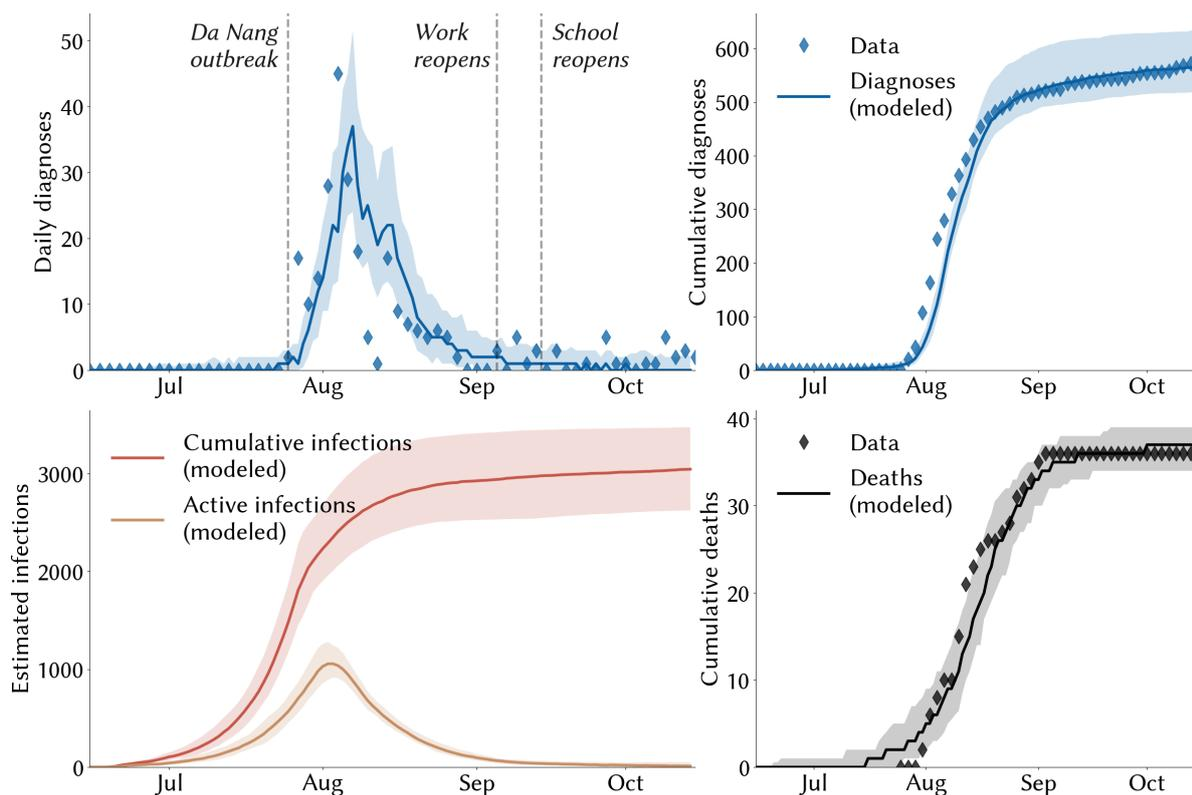 Daily diagnoses
50
40
30
20
10
0
Da Nang
outbreak
Work
reopens
School
reopens
Jul
Aug
Sep
Oct
Cumulative diagnoses
600
500
400
300
200
100
0
Data
Diagnoses
(modeled)
Jul
Aug
Sep
Oct
Estimated infections
3000
2000
1000
0
Cumulative infections
(modeled)
Active infections
(modeled)
Jul
Aug
Sep
Oct
Cumulative deaths
40
30
20
10
0
Data
Deaths
(modeled)
Jul
Aug
Sep
Oct